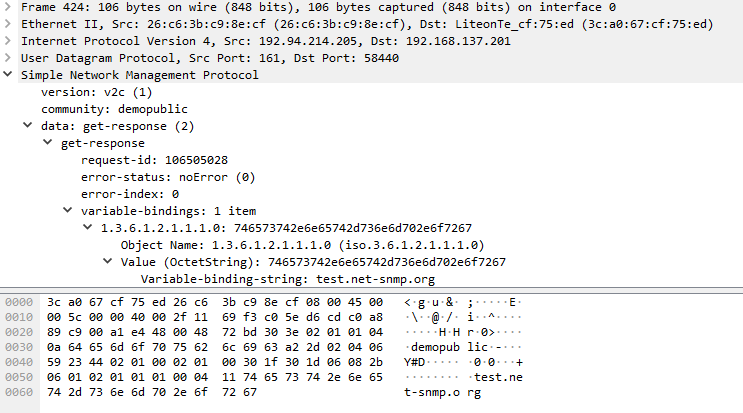 Frame 424: 106 bytes on wire (848 bits), 106 bytes captured (848 bits) on interface 0
Ethernet II, Src: 26:c6:3b:c9:8e:cf (26:c6:3b:c9:8e:cf), Dst: LiteonTe_cf:75:ed (3c:a0:67:cf:75:ed)
Internet Protocol Version 4, Src: 192.94.214.205, Dst: 192.168.137.201
User Datagram Protocol, Src Port: 161, Dst Port: 58440
Simple Network Management Protocol
version: v2c (1)
community: demopublic
data: get-response (2)
get-response
request-id: 106505028
error-status: noError (0)
error-index: 0
variable-bindings: 1 item
1.3.6.1.2.1.1.1.0: 746573742e6e65742d736e6d702e6f7267
Object Name: 1.3.6.1.2.1.1.1.0 (iso.3.6.1.2.1.1.1.0)
Value (OctetString): 746573742e6e65742d736e6d702e6f7267
Variable-binding-string: test.net-snmp.org
0000 3c a0 67 cf 75 ed 26 c6 3b c9 8e cf 08 00 45 00 <·g·u·&· ;·····E·
0010 00 5c 00 00 40 00 2f 11 69 f3 c0 5e d6 cd c0 a8 ·\··@·/· i··^····
0020 89 c9 00 a1 e4 48 00 48 72 bd 30 3e 02 01 01 04 ·····H·H r·0>····
0030 0a 64 65 6d 6f 70 75 62 6c 69 63 a2 2d 02 04 06 ·demopub lic·-···
0040 59 23 44 02 01 00 02 01 00 30 1f 30 1d 06 08 2b Y#D····· ·0·0···+
0050 06 01 02 01 01 01 00 04 11 74 65 73 74 2e 6e 65 ········ ·test.ne
0060 74 2d 73 6e 6d 70 2e 6f 72 67 t-snmp.o rg